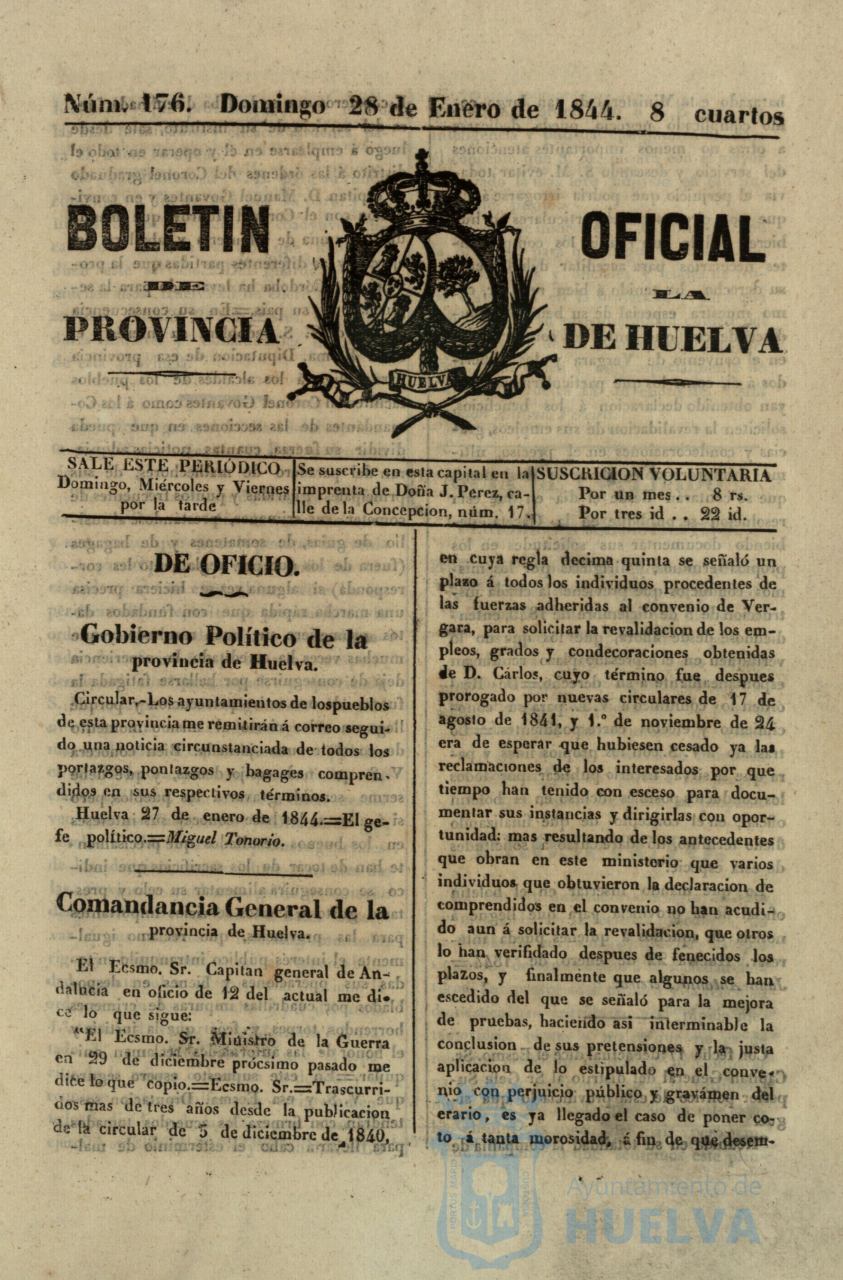 Núm. 176. Domingo 28 de Enero de 1844. 8 cuartos
BOLETIN OFICIAL
DE LA
PROVINCIA DE HUELVA
HUELVA
SALE ESTE PERIÓDICO
Domingo, Miércoles y Viernes
por la tarde
Se suscribe en esta capital en la
imprenta de Doña J. Perez, ca-
lle de la Concepcion, núm. 17.
SUSCRICION VOLUNTARIA
Por un mes . . 8 rs.
Por tres id . . 22 id.
DE OFICIO.
Gobierno Político de la
provincia de Huelva.
Circular.-Los ayuntamientos de lospueblos
de esta provincia me remitirán á correo segui-
do una noticia circunstanciada de todos los
portazgos, pontazgos y bagages compren-
didos en sus respectivos términos.
Huelva 27 de enero de 1844.=El ge-
fe político.=Miguel Tonorio.
Comandancia General de la
provincia de Huelva.
El Ecsmo. Sr. Capitan general de An-
dalucia en oficio de 12 del actual me di-
ce lo que sigue:
"El Ecsmo. Sr. Ministro de la Guerra
en 29 de diciembre prócsimo pasado me
dice lo que copio.=Ecsmo. Sr.=Trascurri-
dos mas de tres años desde la publicacion
de la circular de 5 de diciembre de 1840,
en cuya regla decima quinta se señaló un
plazo á todos los individuos procedentes de
las fuerzas adheridas al convenio de Ver-
gara, para solicitar la revalidacion de los em-
pleos, grados y condecoraciones obtenidas
de D. Cárlos, cuyo término fue despues
prorogado por nuevas circulares de 17 de
agosto de 1841, y 1.º de noviembre de 24
era de esperar que hubiesen cesado ya las
reclamaciones de los interesados por que
tiempo han tenido con esceso para docu-
mentar sus instancias y dirigirlas con opor-
tunidad: mas resultando de los antecedentes
que obran en este ministerio que varios
individuos que obtuvieron la declaracion de
comprendidos en el convenio no han acudi-
do aun á solicitar la revalidacion, que otros
lo han verifidado despues de fenecidos los
plazos, y finalmente que algunos se han
escedido del que se señaló para la mejora
de pruebas, haciendo asi interminable la
conclusion de sus pretensiones y la justa
aplicacion de lo estipulado en el conve-
nio con perjuicio público y gravámen del
erario, es ya llegado el caso de poner co-
to á tanta morosidad, á fin de que desem-
Ayuntamiento de
HUELVA